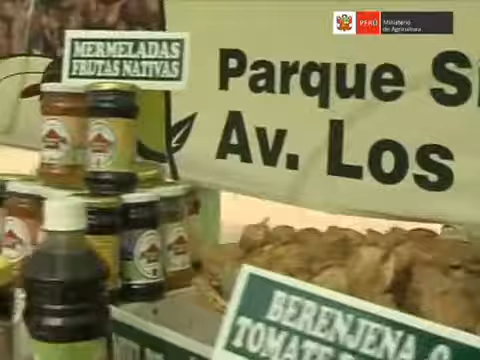 PERÚ
Ministerio
de Agricultura
MERMELADAS
FRUTAS NATIVAS
Parque
Av. Los
BERENJENA O
TOMATE